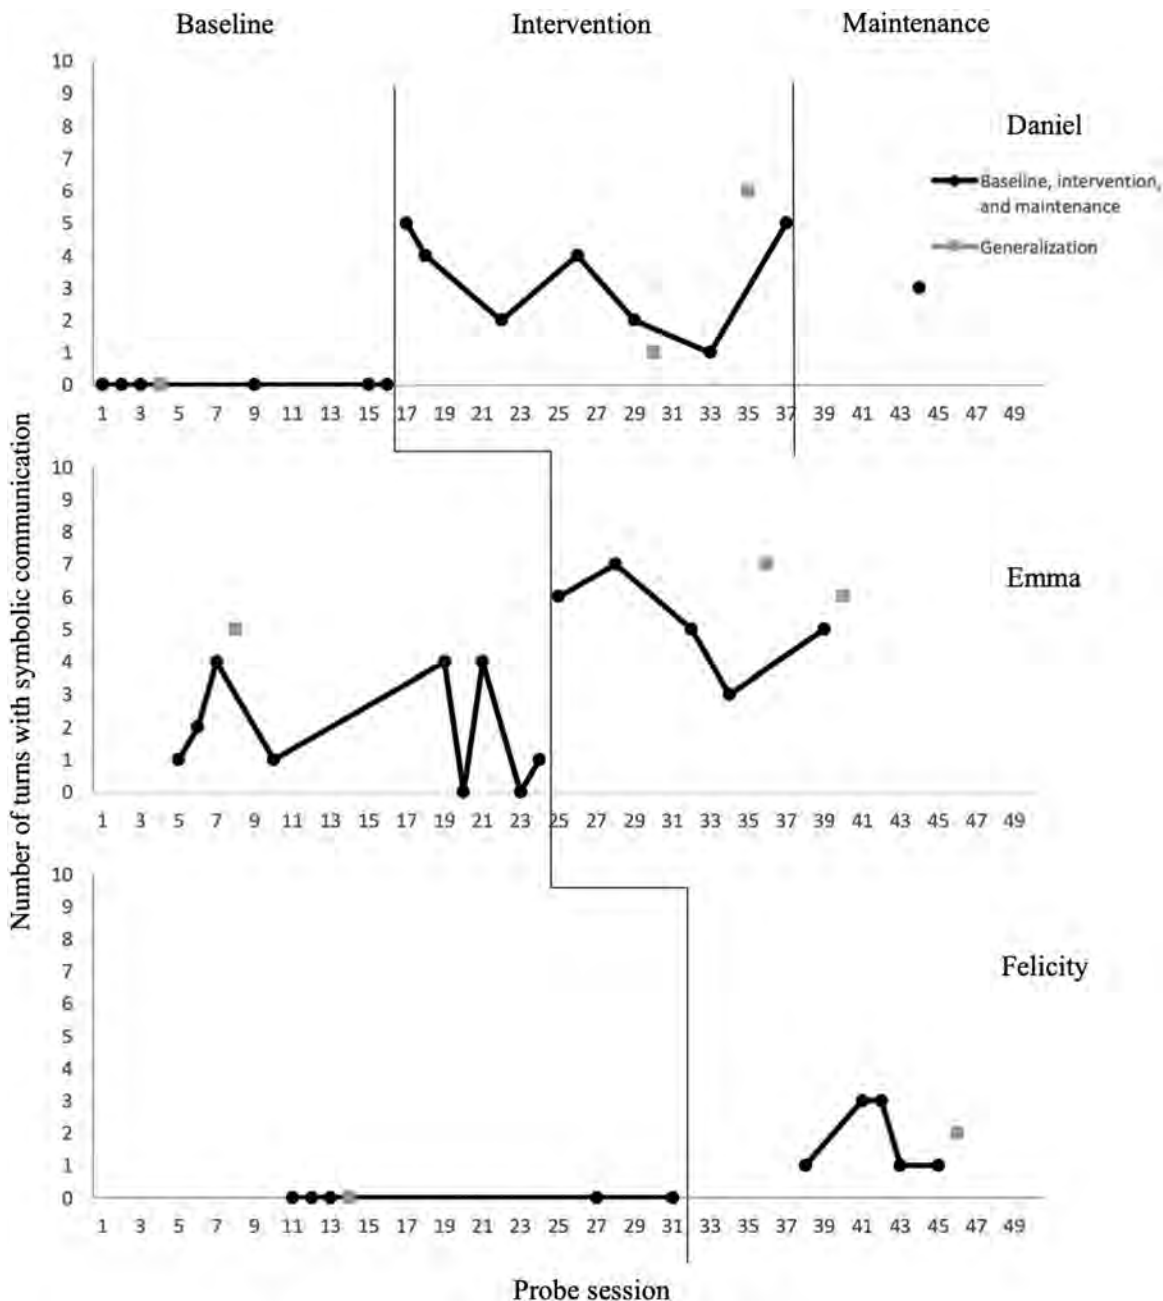 Baseline Intervention Maintenance
10
9
8
7
6
5
4
3
2
1
0
Daniel
Baseline, intervention,
and maintenance
Generalization
1 3 5 7 9 11 13 15 17 19 21 23 25 27 29 31 33 35 37 39 41 43 45 47 49
Number of turns with symbolic communication
10
9
8
7
6
5
4
3
2
1
0
Emma
1 3 5 7 9 11 13 15 17 19 21 23 25 27 29 31 33 35 37 39 41 43 45 47 49
10
9
8
7
6
5
4
3
2
1
0
Felicity
1 3 5 7 9 11 13 15 17 19 21 23 25 27 29 31 33 35 37 39 41 43 45 47 49
Probe session